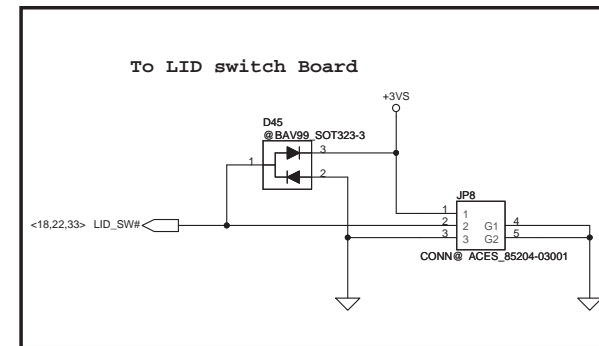 To LID switch Board
+3VS
D45
@BAV99_SOT323-3
3
1
2
JP8
<18,22,33> LID_SW#
1 1
2 2 G1 4
3 3 G2 5
CONN@ ACES_85204-03001